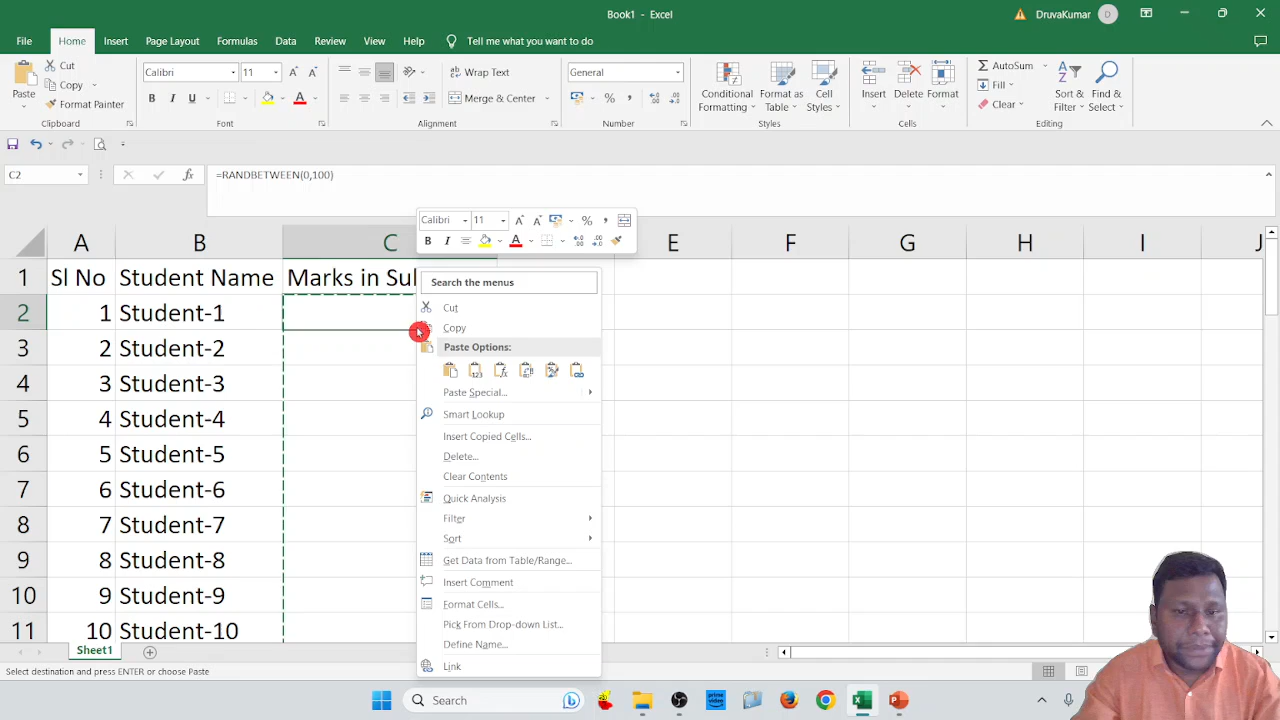 Book1 - Excel
DruvaKumar
D
File
Home
Insert
Page Layout
Formulas
Data
Review
View
Help
Tell me what you want to do
Paste
Cut
Copy
Format Painter
Clipboard
Calibri
11
B I U
Font
Wrap Text
Merge & Center
Alignment
General
Number
Conditional Formatting
Format as Table
Cell Styles
Styles
Insert
Delete
Format
Cells
AutoSum
Fill
Clear
Sort & Filter
Find & Select
Editing
C2
fx
=RANDBETWEEN(0,100)
Calibri
11
B I
A B C E F G H I J
1 Sl No Student Name Marks in Su
2 1 Student-1
3 2 Student-2
4 3 Student-3
5 4 Student-4
6 5 Student-5
7 6 Student-6
8 7 Student-7
9 8 Student-8
10 9 Student-9
11 10 Student-10
Search the menus
Cut
Copy
Paste Options:
Paste Special...
Smart Lookup
Insert Copied Cells...
Delete...
Clear Contents
Quick Analysis
Filter
Sort
Get Data from Table/Range...
Insert Comment
Format Cells...
Pick From Drop-down List...
Define Name...
Link
Sheet1
Select destination and press ENTER or choose Paste
Search
prime video